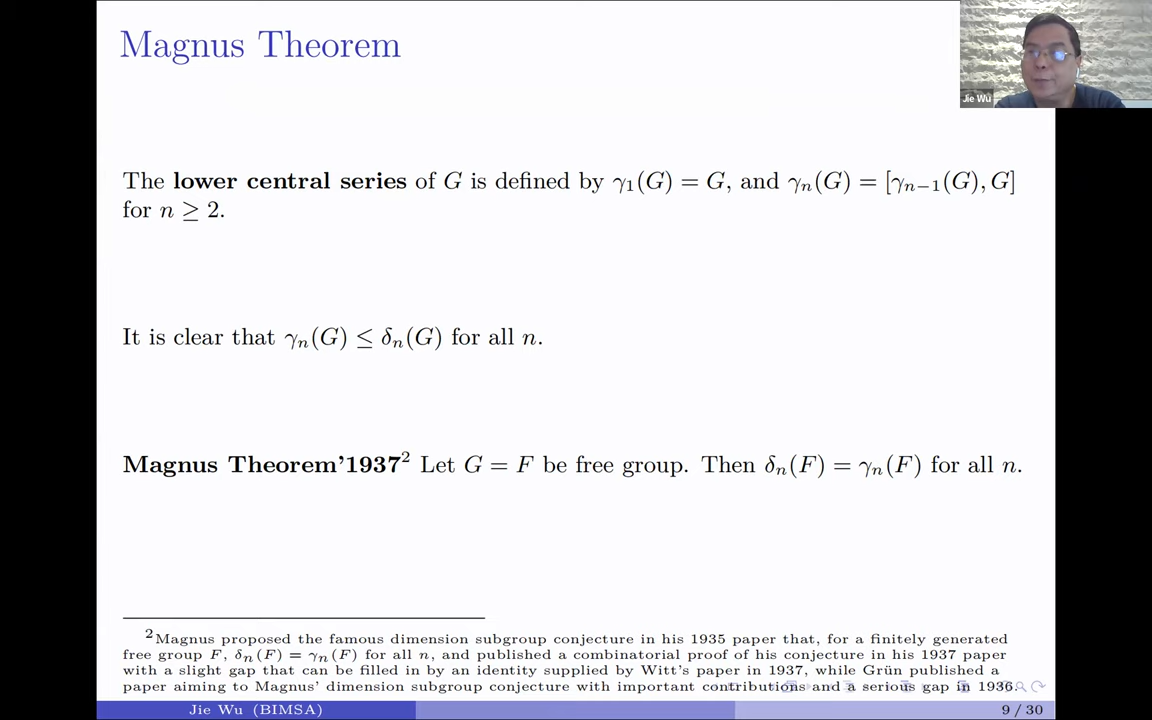 Magnus Theorem
Jie Wu
The lower central series of G is defined by γ₁(G) = G, and γₙ(G) = [γₙ₋₁(G), G]
for n ≥ 2.
It is clear that γₙ(G) ≤ δₙ(G) for all n.
Magnus Theorem'1937² Let G = F be free group. Then δₙ(F) = γₙ(F) for all n.
²Magnus proposed the famous dimension subgroup conjecture in his 1935 paper that, for a finitely generated
free group F, δₙ(F) = γₙ(F) for all n, and published a combinatorial proof of his conjecture in his 1937 paper
with a slight gap that can be filled in by an identity supplied by Witt's paper in 1937, while Grün published a
paper aiming to Magnus' dimension subgroup conjecture with important contributions and a serious gap in 1936.
Jie Wu (BIMSA)
9 / 30